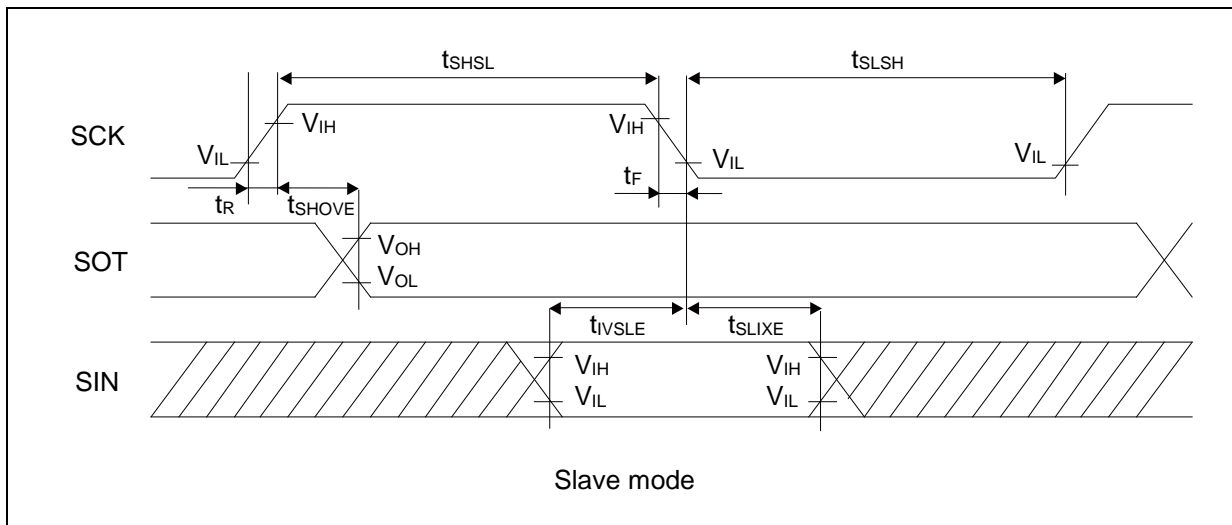 tSHSL
tSLSH
SCK
VIH
VIH
VIL
VIL
VIL
tR
tSHOVE
tF
SOT
VOH
VOL
tIVSLE
tSLIXE
SIN
VIH
VIH
VIL
VIL
Slave mode